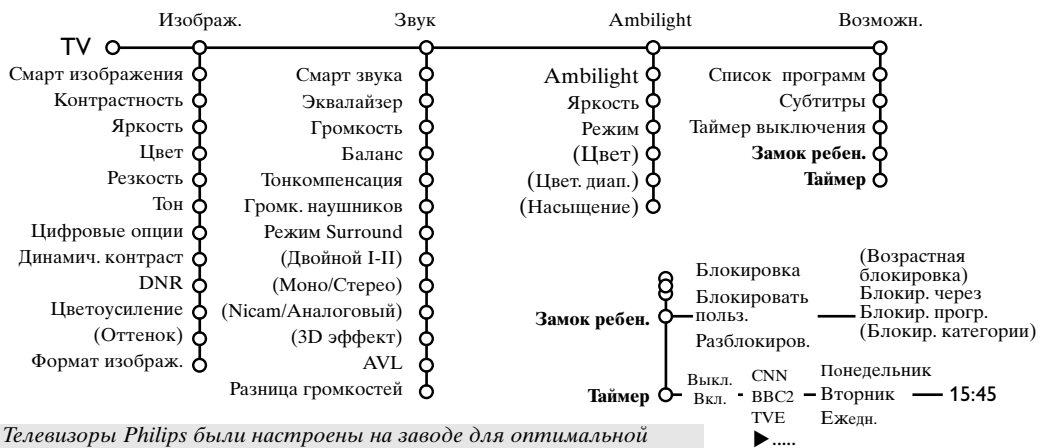 Изображ. Звук Ambilight Возможн.
TV
Смарт изображения
Контрастность
Яркость
Цвет
Резкость
Тон
Цифровые опции
Динамич. контраст
DNR
Цветоусиление
(Оттенок)
Формат изображ.
Смарт звука
Эквалайзер
Громкость
Баланс
Тонкомпенсация
Громк. наушников
Режим Surround
(Двойной I-II)
(Моно/Стерео)
(Nicam/Аналоговый)
(3D эффект)
AVL
Разница громкостей
Ambilight
Яркость
Режим
(Цвет)
(Цвет. диап.)
(Насыщение)
Список программ
Субтитры
Таймер выключения
Замок ребен.
Таймер
Замок ребен.
Блокировка
Блокировать
польз.
Разблокиров.
(Возрастная
блокировка)
Блокир. через
Блокир. прогр.
(Блокир. категории)
Таймер
Выкл.
Вкл.
CNN
BBC2
TVE
▶.....
Понедельник
Вторник
Ежедн.
15:45
Телевизоры Philips были настроены на заводе для оптимальной